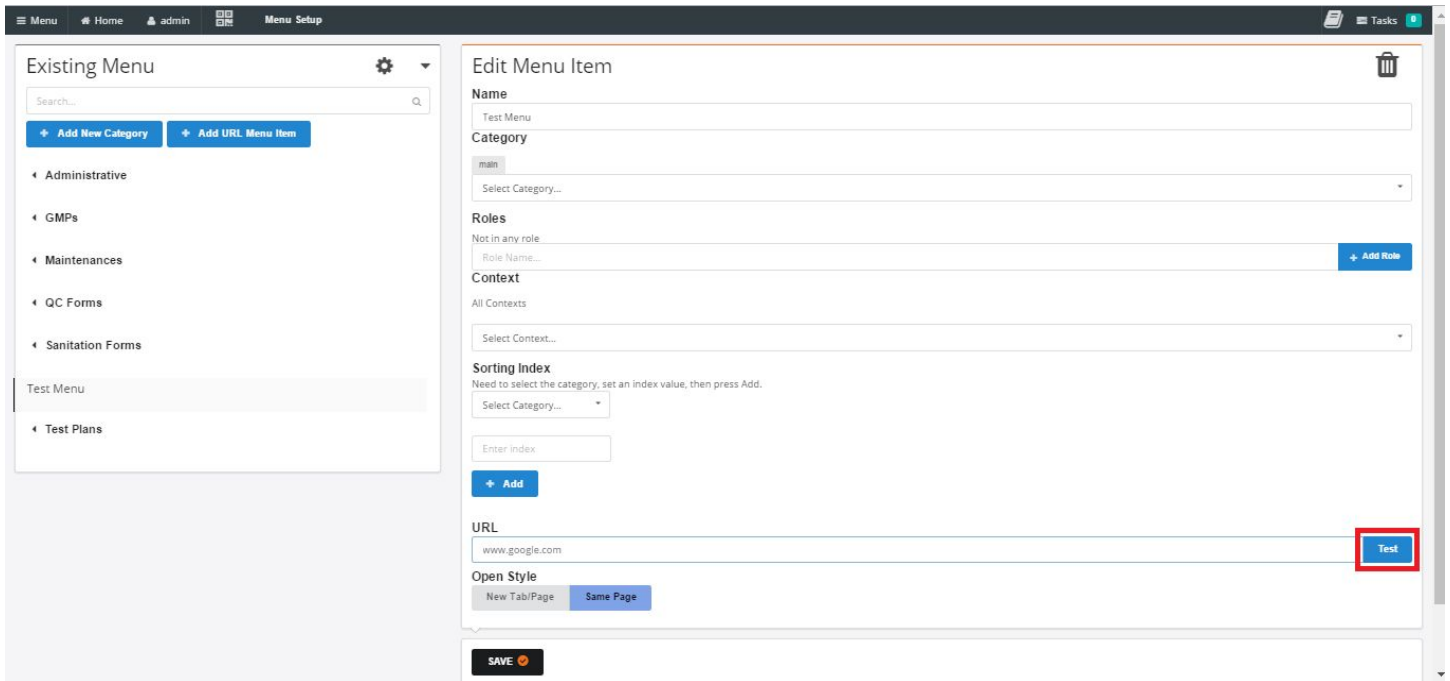 Menu Home admin Menu Setup Tasks 0
Existing Menu
Search...
Add New Category Add URL Menu Item
Administrative
GMPs
Maintenances
QC Forms
Sanitation Forms
Test Menu
Test Plans
Edit Menu Item
Name
Test Menu
Category
main
Select Category...
Roles
Not in any role
Role Name... Add Role
Context
All Contexts
Select Context...
Sorting Index
Need to select the category, set an index value, then press Add.
Select Category...
Enter index
Add
URL
www.google.com Test
Open Style
New Tab/Page Same Page
SAVE